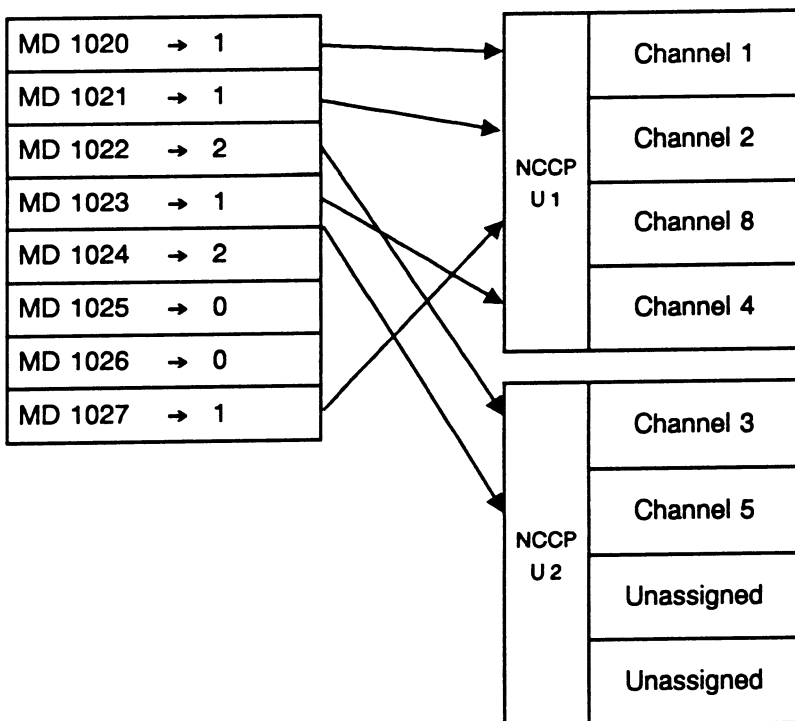 MD 1020 → 1
MD 1021 → 1
MD 1022 → 2
MD 1023 → 1
MD 1024 → 2
MD 1025 → 0
MD 1026 → 0
MD 1027 → 1
NCCP
U 1
Channel 1
Channel 2
Channel 8
Channel 4
NCCP
U 2
Channel 3
Channel 5
Unassigned
Unassigned